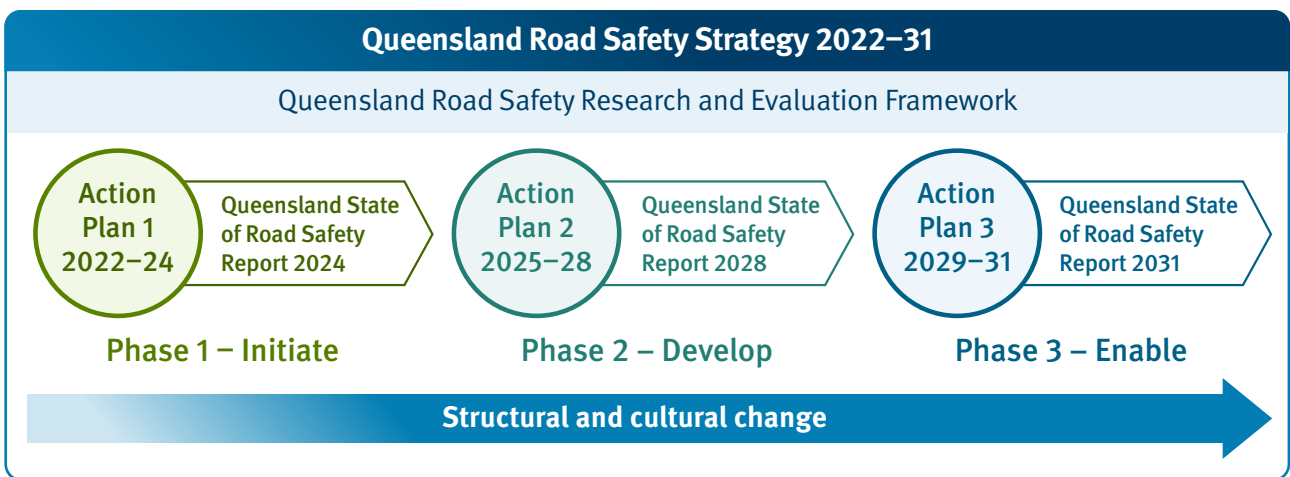 Queensland Road Safety Strategy 2022–31
Queensland Road Safety Research and Evaluation Framework
Action
Plan 1
2022–24
Queensland State
of Road Safety
Report 2024
Action
Plan 2
2025–28
Queensland State
of Road Safety
Report 2028
Action
Plan 3
2029–31
Queensland State
of Road Safety
Report 2031
Phase 1 – Initiate
Phase 2 – Develop
Phase 3 – Enable
Structural and cultural change